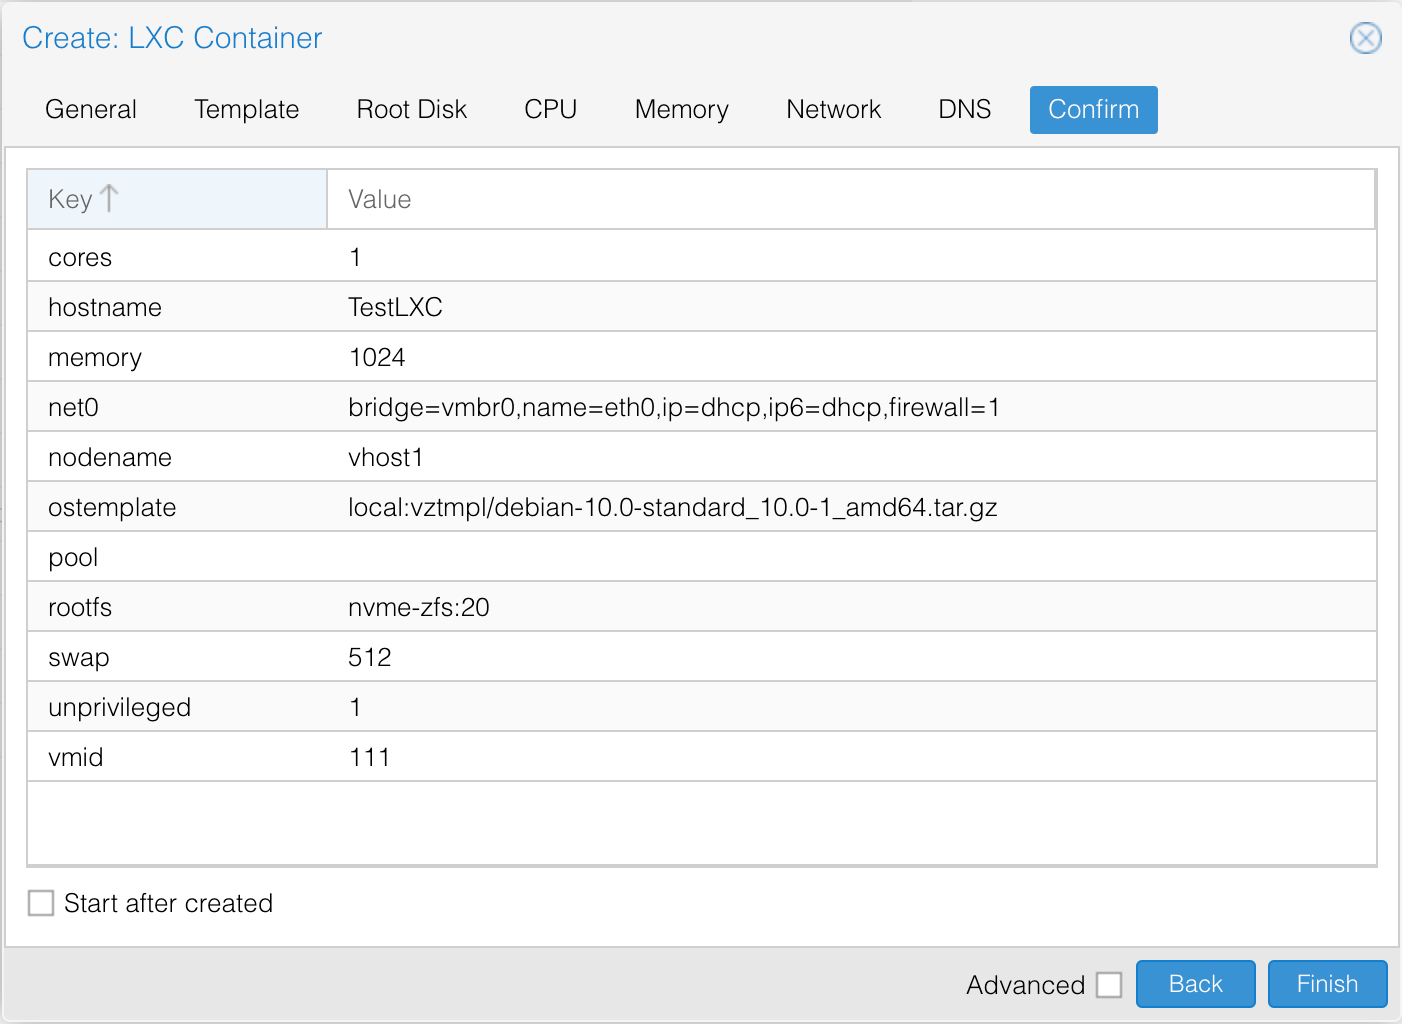 Create: LXC Container
General Template Root Disk CPU Memory Network DNS Confirm
Key Value
cores 1
hostname TestLXC
memory 1024
net0 bridge=vmbr0,name=eth0,ip=dhcp,ip6=dhcp,firewall=1
nodename vhost1
ostemplate local:vztmpl/debian-10.0-standard_10.0-1_amd64.tar.gz
pool
rootfs nvme-zfs:20
swap 512
unprivileged 1
vmid 111
Start after created
Advanced Back Finish